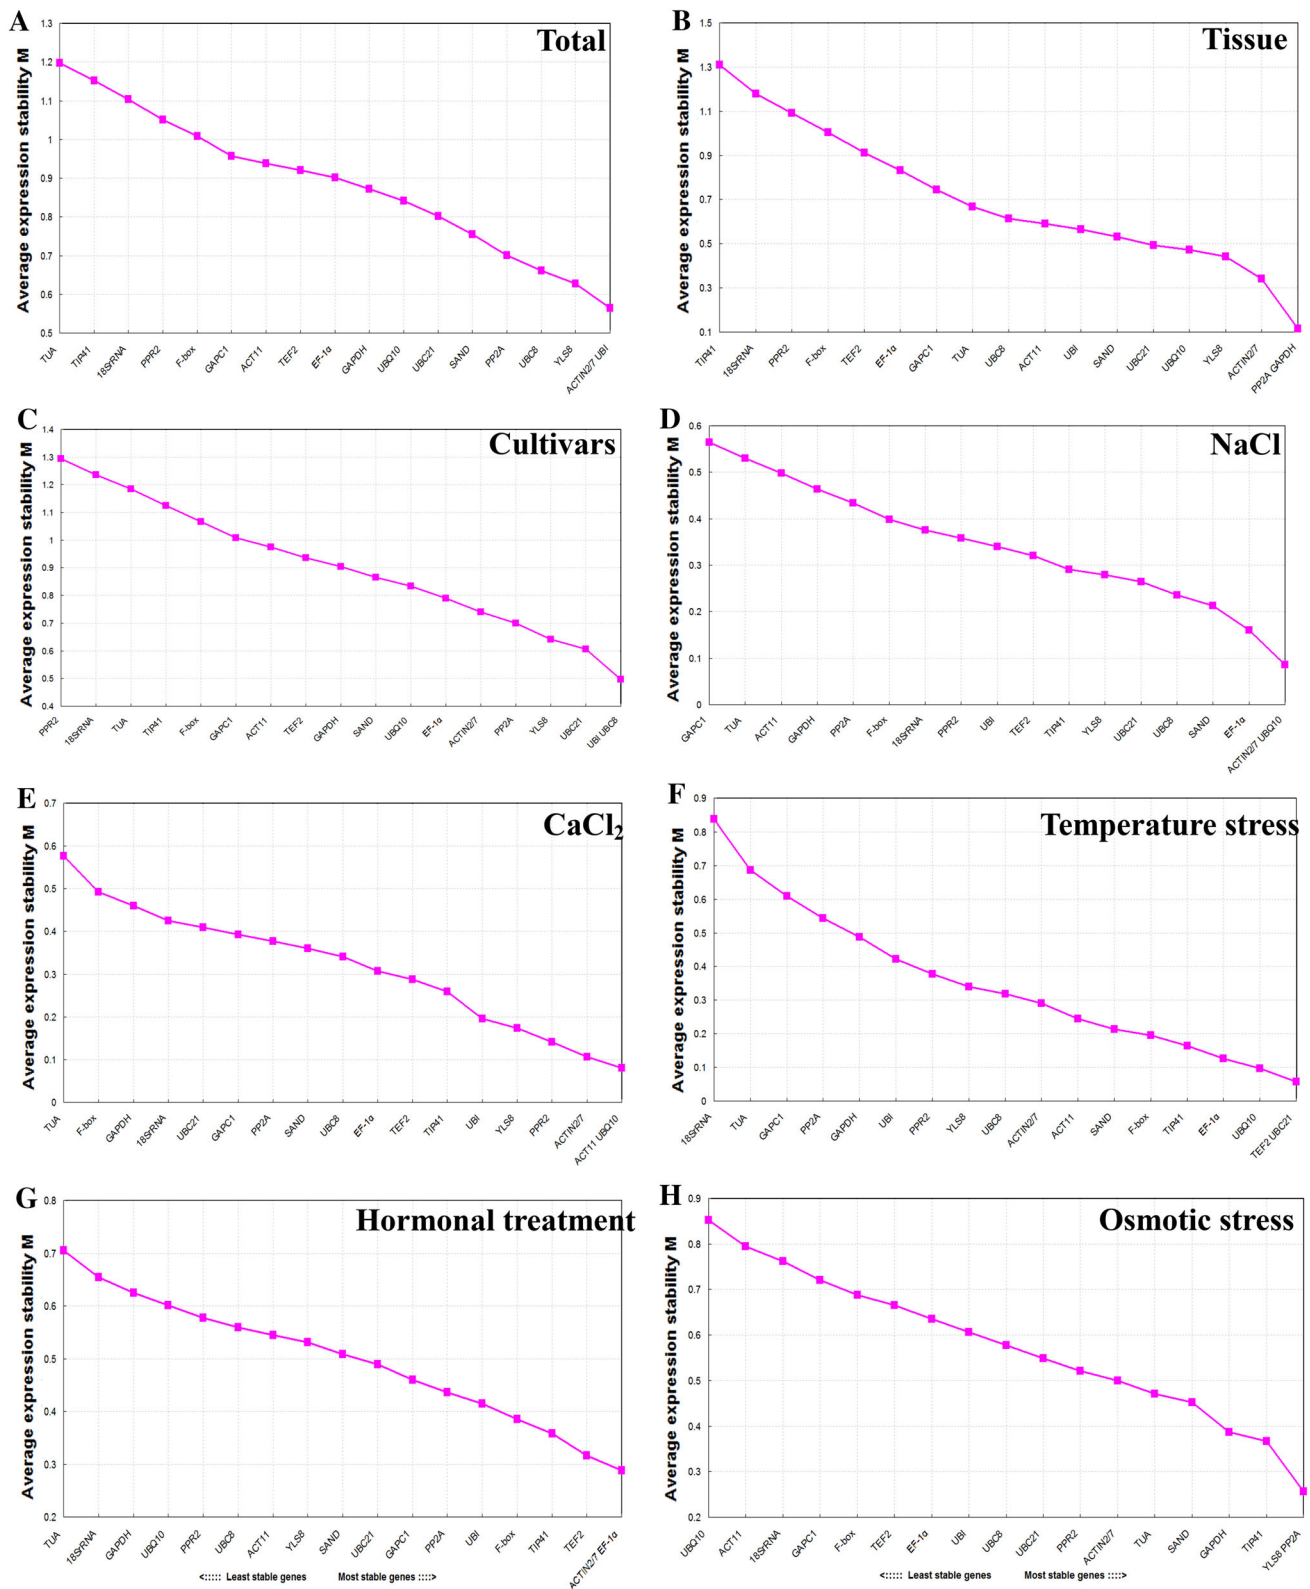 A
Total
Average expression stability M
1.3
1.2
1.1
1
0.9
0.8
0.7
0.6
0.5
TUA
TIP41
18SrRNA
PPR2
F-box
GAPC1
ACT11
TEF2
EF-1α
GAPDH
UBQ10
UBC21
SAND
PP2A
UBC8
YLS8
ACTIN2/7 UBI
B
Tissue
Average expression stability M
1.5
1.3
1.1
0.9
0.7
0.5
0.3
0.1
TIP41
18SrRNA
PPR2
F-box
TEF2
EF-1α
GAPC1
TUA
UBC8
ACT11
UBI
SAND
UBC21
UBQ10
YLS8
ACTIN2/7
PP2A GAPDH
C
Cultivars
Average expression stability M
1.4
1.3
1.2
1.1
1
0.9
0.8
0.7
0.6
0.5
0.4
PPR2
18SrRNA
TUA
TIP41
F-box
GAPC1
ACT11
TEF2
GAPDH
SAND
UBQ10
EF-1α
ACTIN2/7
PP2A
YLS8
UBC21
UBI UBC8
D
NaCl
Average expression stability M
0.6
0.5
0.4
0.3
0.2
0.1
0
GAPC1
TUA
ACT11
GAPDH
PP2A
F-box
18SrRNA
PPR2
UBI
TEF2
TIP41
YLS8
UBC21
UBC8
SAND
EF-1α
ACTIN2/7 UBQ10
E
CaCl₂
Average expression stability M
0.7
0.6
0.5
0.4
0.3
0.2
0.1
0
TUA
F-box
GAPDH
18SrRNA
UBC21
GAPC1
PP2A
SAND
UBC8
EF-1α
TEF2
TIP41
UBI
YLS8
PPR2
ACTIN2/7
ACT11 UBQ10
F
Temperature stress
Average expression stability M
0.9
0.8
0.7
0.6
0.5
0.4
0.3
0.2
0.1
0
18SrRNA
TUA
GAPC1
PP2A
GAPDH
UBI
PPR2
YLS8
UBC8
ACTIN2/7
ACT11
SAND
F-box
TIP41
EF-1α
UBQ10
TEF2 UBC21
G
Hormonal treatment
Average expression stability M
0.8
0.7
0.6
0.5
0.4
0.3
0.2
TUA
18SrRNA
GAPDH
UBQ10
PPR2
UBC8
ACT11
YLS8
SAND
UBC21
GAPC1
PP2A
UBI
F-box
TIP41
TEF2
ACTIN2/7 EF-1α
<::::: Least stable genes Most stable genes ::::>
H
Osmotic stress
Average expression stability M
0.9
0.8
0.7
0.6
0.5
0.4
0.3
0.2
UBQ10
ACT11
18SrRNA
GAPC1
F-box
TEF2
EF-1α
UBI
UBC8
UBC21
PPR2
ACTIN2/7
TUA
SAND
GAPDH
TIP41
YLS8 PP2A
<::::: Least stable genes Most stable genes ::::>